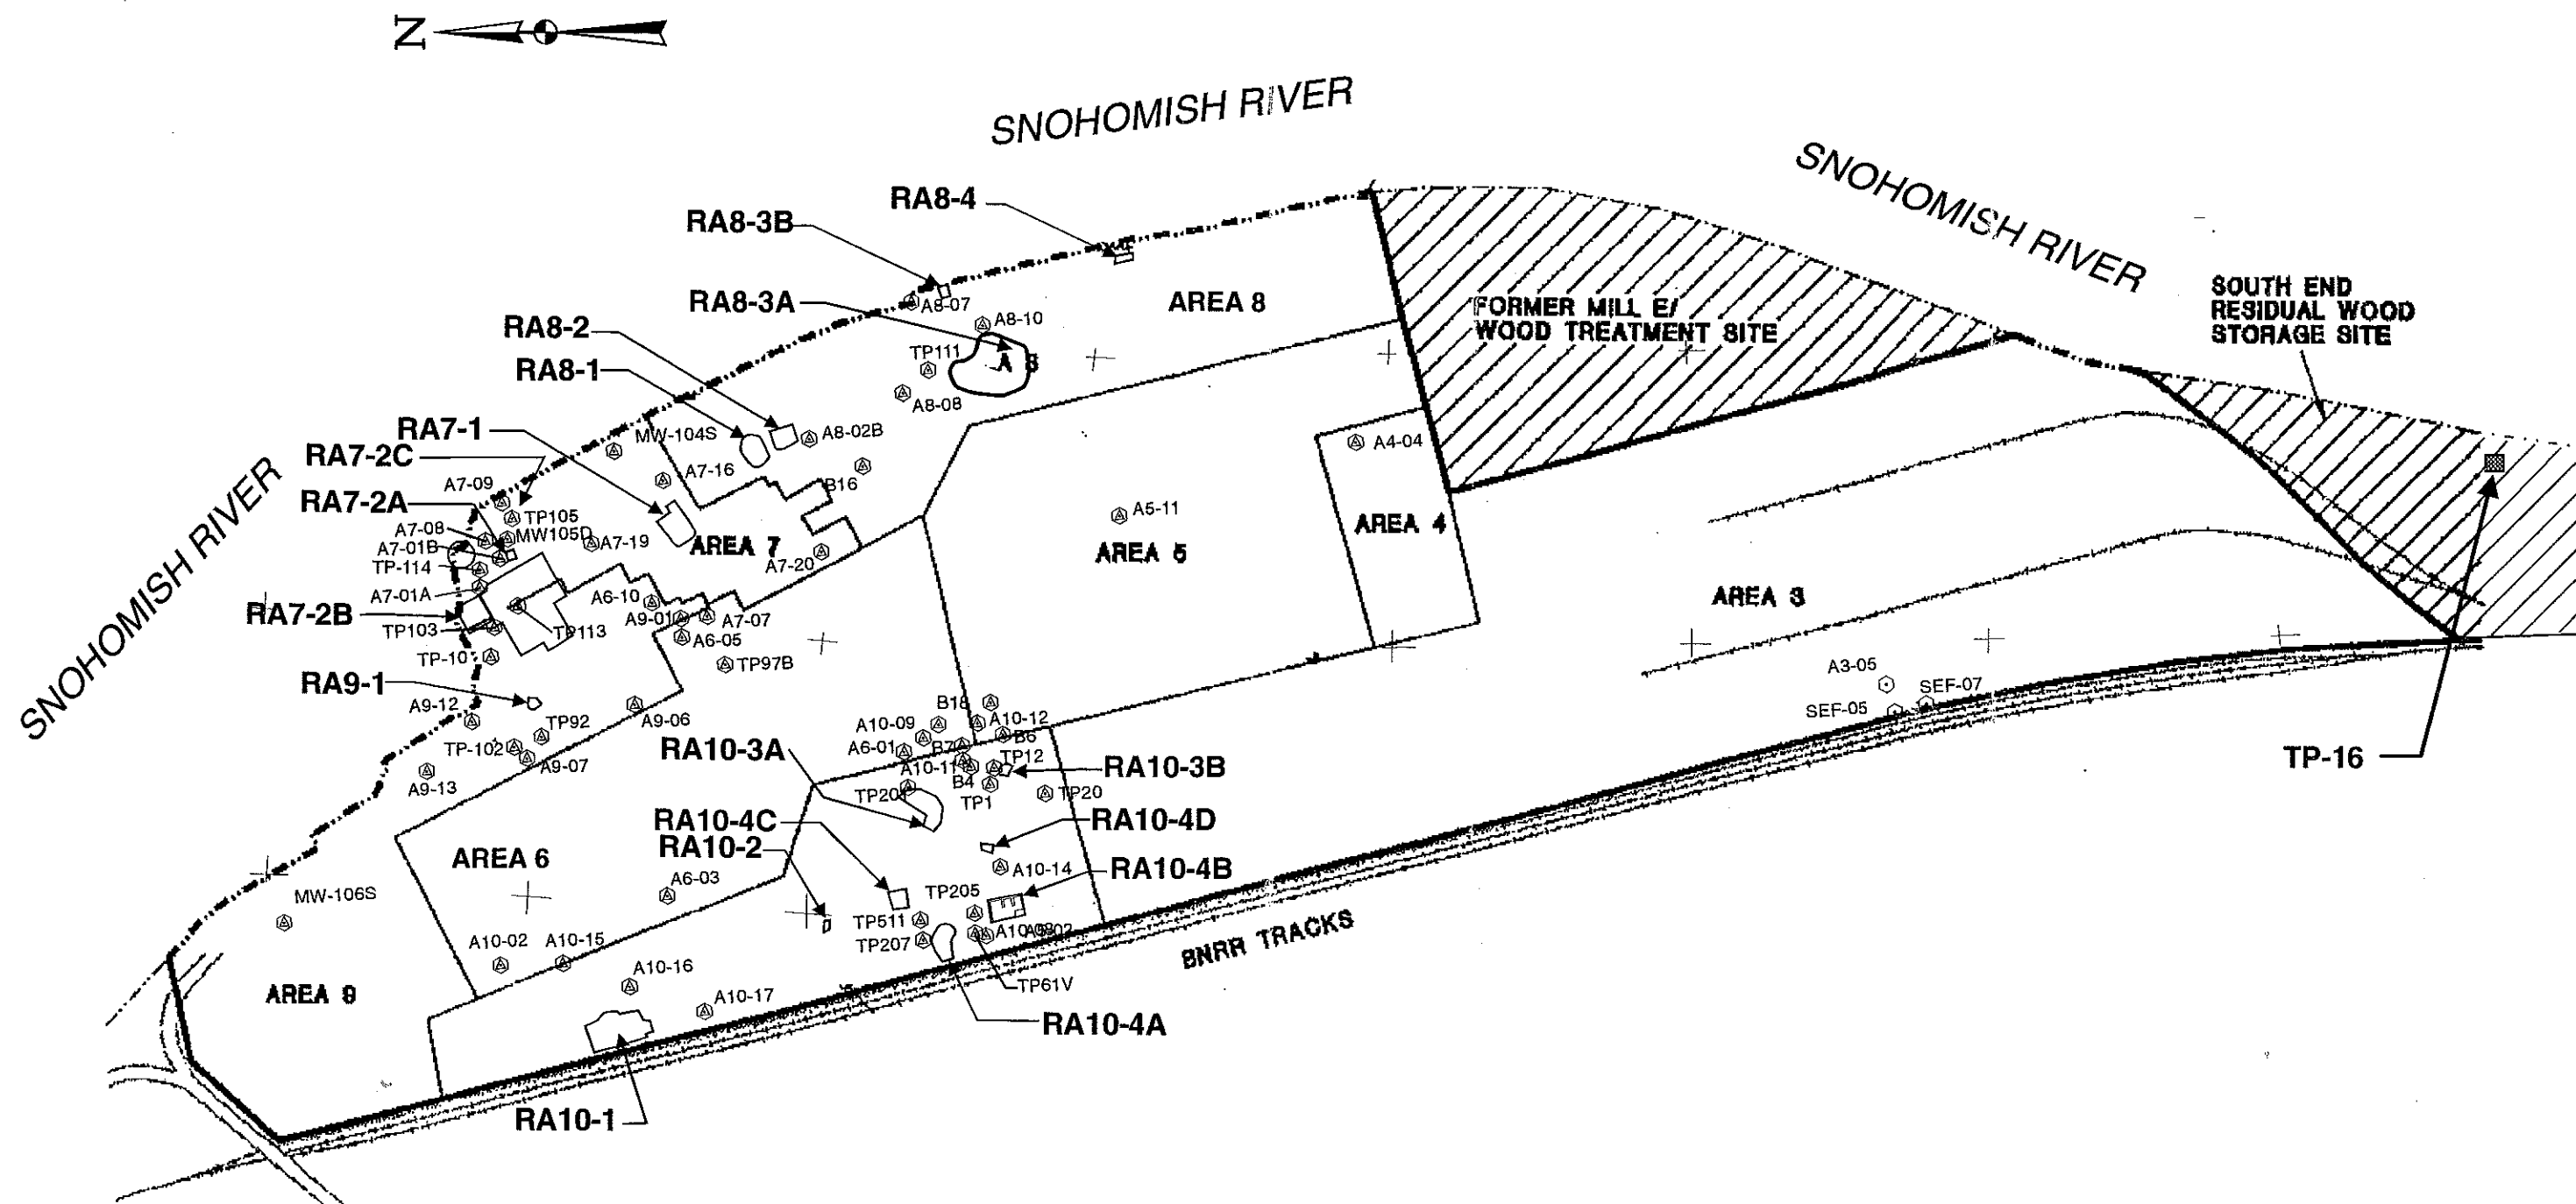 N
SNOHOMISH RIVER
SNOHOMISH RIVER
SNOHOMISH RIVER
RA8-4
RA8-3B
RA8-3A
RA8-2
RA8-1
RA7-1
RA7-2C
RA7-2A
RA7-2B
RA9-1
SOUTH END
RESIDUAL WOOD
STORAGE SITE
FORMER MILL E/
WOOD TREATMENT SITE
AREA 8
A8-07
A8-10
TP111
A8-08
A8-02B
B16
MW-104S
A7-16
A7-09
TP105
A7-08
MW105D
A7-01B
A7-19
TP-114
A7-01A
AREA 7
A7-20
A6-10
A9-01
A7-07
A6-05
TP97B
TP103
TP113
TP-10
A9-12
TP92
A9-06
TP-102
A9-07
A9-13
A4-04
AREA 4
A5-11
AREA 5
AREA 3
A3-05
SEF-07
SEF-05
TP-16
B18
A10-09
A10-12
A6-01
B7
B6
A10-11
TP12
B4
TP1
TP20
RA10-3A
RA10-3B
RA10-4C
RA10-4D
RA10-2
RA10-4B
A10-14
TP205
TP511
TP207
TP61V
RA10-4A
AREA 6
A6-03
MW-106S
A10-02
A10-15
A10-16
A10-17
AREA 9
RA10-1
BNRR TRACKS